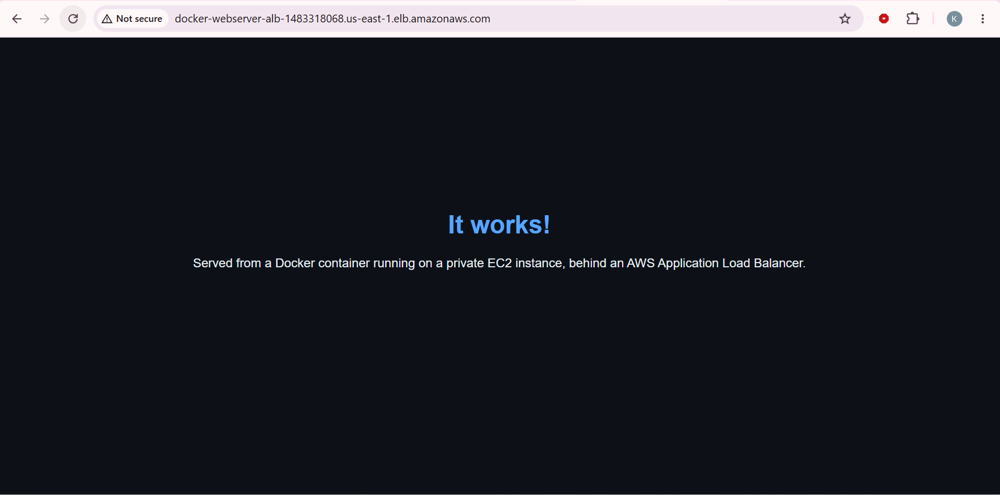 Not secure
docker-webserver-alb-1483318068.us-east-1.elb.amazonaws.com
K
It works!
Served from a Docker container running on a private EC2 instance, behind an AWS Application Load Balancer.